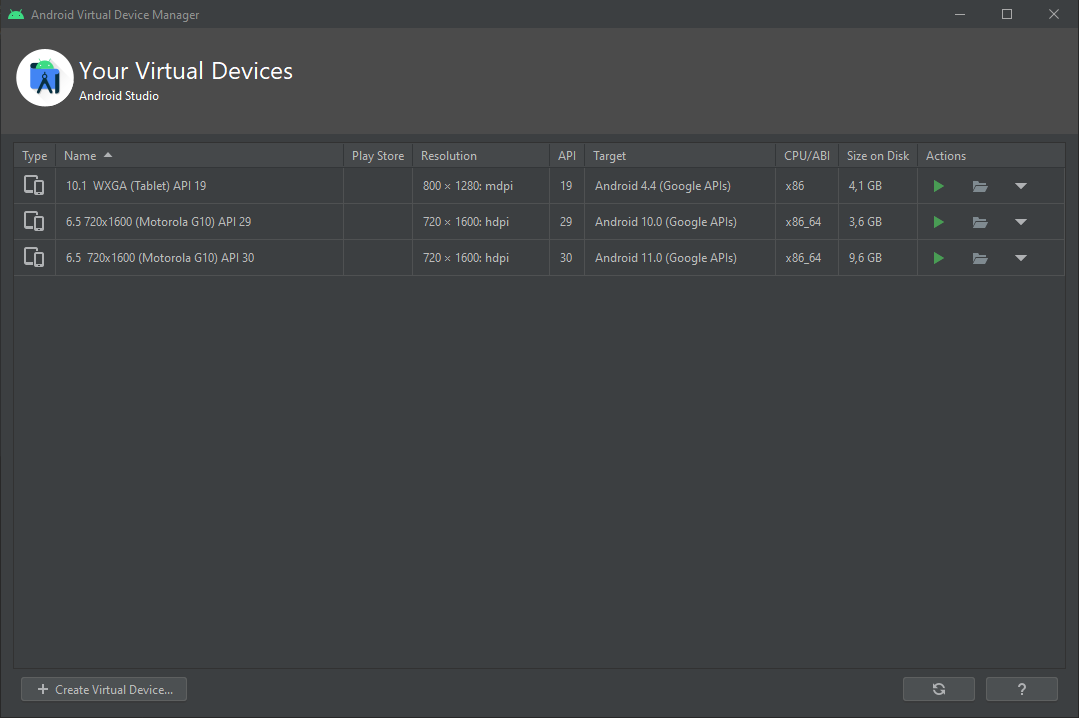 Android Virtual Device Manager
Your Virtual Devices
Android Studio
Type Name Play Store Resolution API Target CPU/ABI Size on Disk Actions
10.1  WXGA (Tablet) API 19 800 × 1280: mdpi 19 Android 4.4 (Google APIs) x86 4,1 GB
6.5 720x1600 (Motorola G10) API 29 720 × 1600: hdpi 29 Android 10.0 (Google APIs) x86_64 3,6 GB
6.5  720x1600 (Motorola G10) API 30 720 × 1600: hdpi 30 Android 11.0 (Google APIs) x86_64 9,6 GB
+ Create Virtual Device... ?